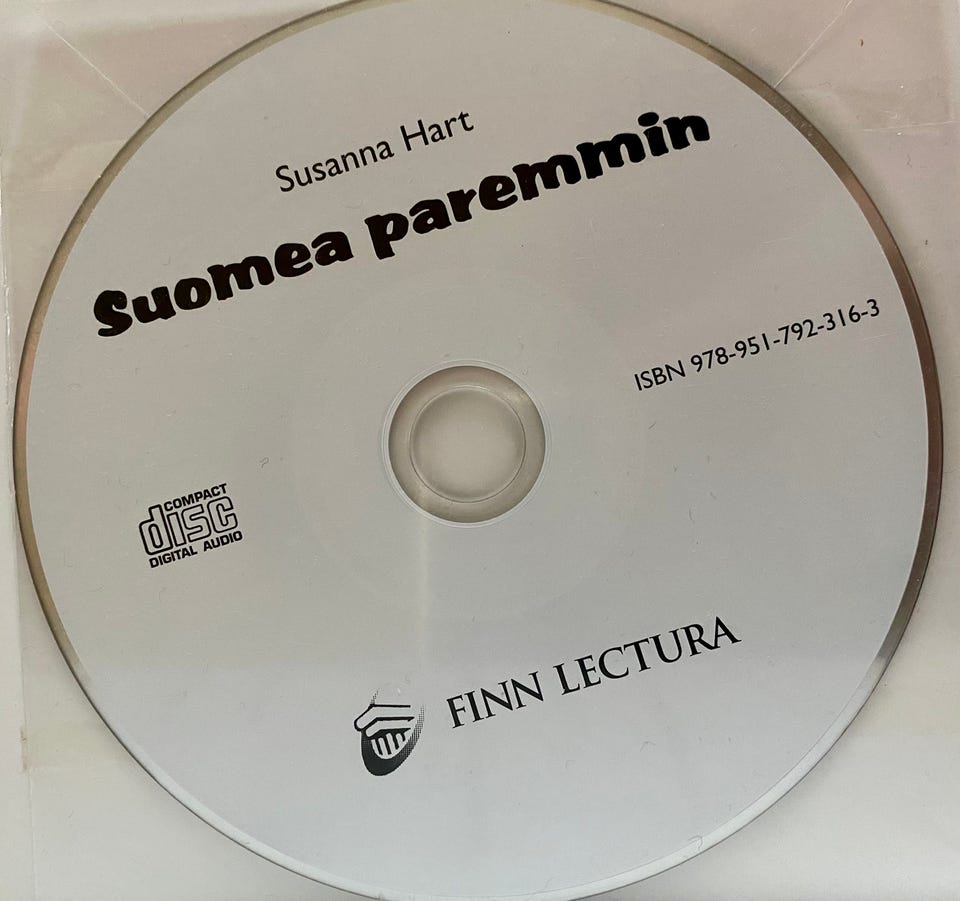 Susanna Hart
Suomea paremmin
ISBN 978-951-792-316-3
COMPACT
disc
DIGITAL AUDIO
FINN LECTURA